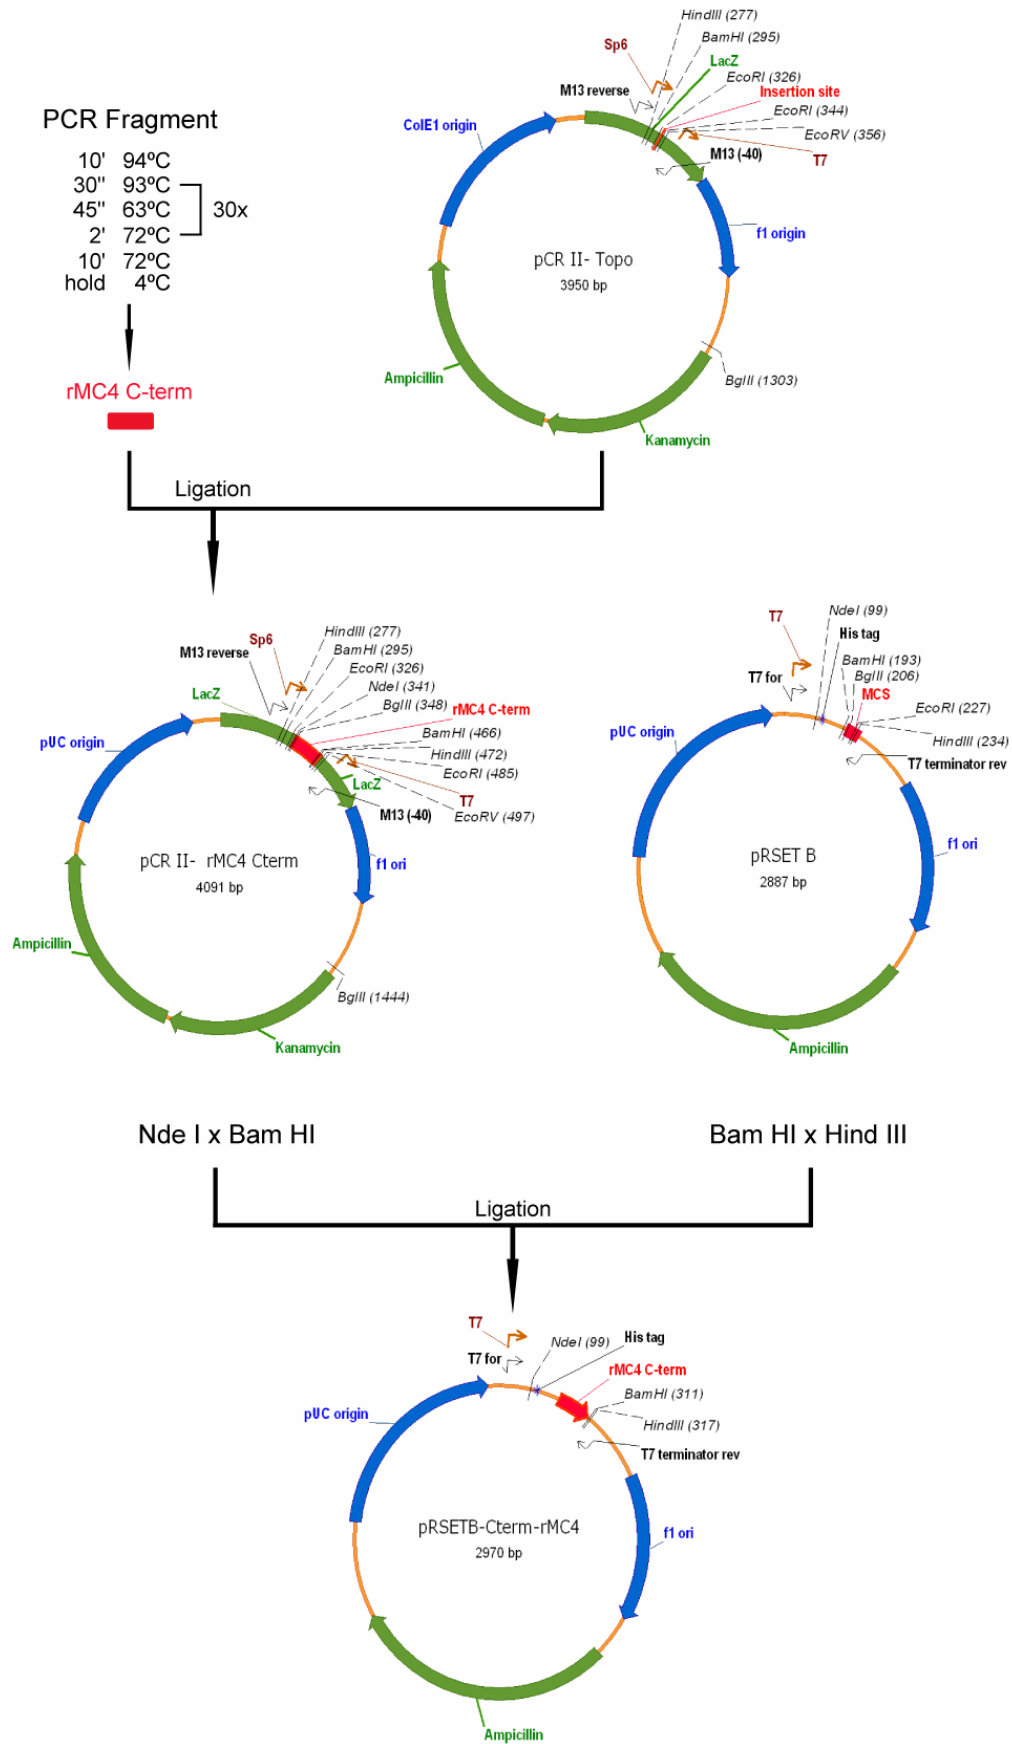 PCR Fragment
10' 94ºC
30" 93ºC
45" 63ºC
30x
2' 72ºC
10' 72ºC
hold 4ºC
rMC4 C-term
HindIII (277)
BamHI (295)
Sp6
LacZ
EcoRI (326)
M13 reverse
Insertion site
EcoRI (344)
EcoRV (356)
ColE1 origin
M13 (-40)
T7
f1 origin
pCR II- Topo
3950 bp
BglII (1303)
Ampicillin
Kanamycin
Ligation
HindIII (277)
Sp6
BamHI (295)
M13 reverse
EcoRI (326)
NdeI (341)
LacZ
BglII (348)
rMC4 C-term
BamHI (466)
pUC origin
HindIII (472)
EcoRI (485)
LacZ
T7
M13 (-40)
EcoRV (497)
pCR II- rMC4 Cterm
4091 bp
f1 ori
Ampicillin
BglII (1444)
Kanamycin
NdeI (99)
T7
His tag
BamHI (193)
T7 for
BglII (206)
MCS
EcoRI (227)
pUC origin
HindIII (234)
T7 terminator rev
f1 ori
pRSET B
2887 bp
Ampicillin
Nde I x Bam HI
Bam HI x Hind III
Ligation
T7
His tag
NdeI (99)
T7 for
rMC4 C-term
BamHI (311)
pUC origin
HindIII (317)
T7 terminator rev
pRSETB-Cterm-rMC4
2970 bp
f1 ori
Ampicillin